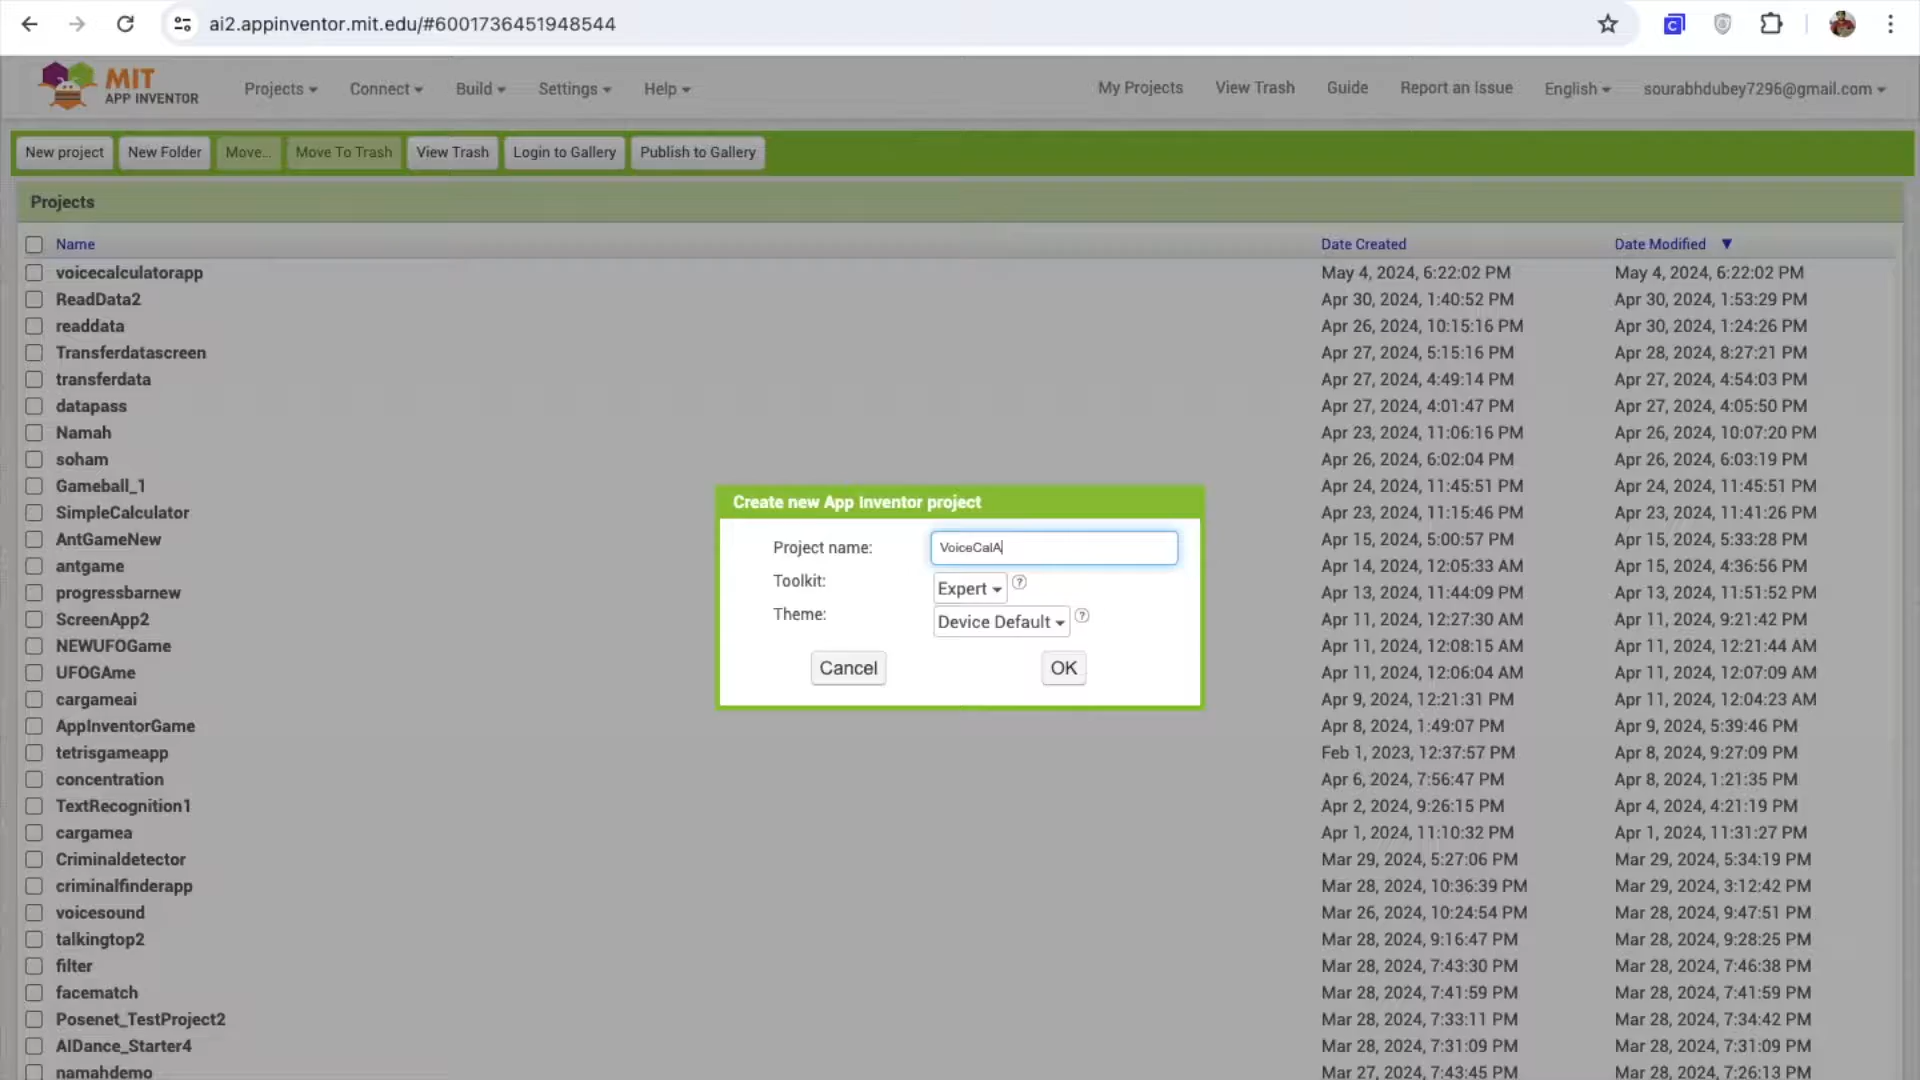 ai2.appinventor.mit.edu/#6001736451948544
MIT
APP INVENTOR
Projects Connect Build Settings Help My Projects View Trash Guide Report an Issue English sourabhdubey7296@gmail.com
New project New Folder Move... Move To Trash View Trash Login to Gallery Publish to Gallery
Projects
Name Date Created Date Modified ▼
voicecalculatorapp May 4, 2024, 6:22:02 PM May 4, 2024, 6:22:02 PM
ReadData2 Apr 30, 2024, 1:40:52 PM Apr 30, 2024, 1:53:29 PM
readdata Apr 26, 2024, 10:15:16 PM Apr 30, 2024, 1:24:26 PM
Transferdatascreen Apr 27, 2024, 5:15:16 PM Apr 28, 2024, 8:27:21 PM
transferdata Apr 27, 2024, 4:49:14 PM Apr 27, 2024, 4:54:03 PM
datapass Apr 27, 2024, 4:01:47 PM Apr 27, 2024, 4:05:50 PM
Namah Apr 23, 2024, 11:06:16 PM Apr 26, 2024, 10:07:20 PM
soham Apr 26, 2024, 6:02:04 PM Apr 26, 2024, 6:03:19 PM
Gameball_1 Apr 24, 2024, 11:45:51 PM Apr 24, 2024, 11:45:51 PM
SimpleCalculator Apr 23, 2024, 11:15:46 PM Apr 23, 2024, 11:41:26 PM
AntGameNew Apr 15, 2024, 5:00:57 PM Apr 15, 2024, 5:33:28 PM
antgame Apr 14, 2024, 12:05:33 AM Apr 15, 2024, 4:36:56 PM
progressbarnew Apr 13, 2024, 11:44:09 PM Apr 13, 2024, 11:51:52 PM
ScreenApp2 Apr 11, 2024, 12:27:30 AM Apr 11, 2024, 9:21:42 PM
NEWUFOGame Apr 11, 2024, 12:08:15 AM Apr 11, 2024, 12:21:44 AM
UFOGAme Apr 11, 2024, 12:06:04 AM Apr 11, 2024, 12:07:09 AM
cargameai Apr 9, 2024, 12:21:31 PM Apr 11, 2024, 12:04:23 AM
AppInventorGame Apr 8, 2024, 1:49:07 PM Apr 9, 2024, 5:39:46 PM
tetrisgameapp Feb 1, 2023, 12:37:57 PM Apr 8, 2024, 9:27:09 PM
concentration Apr 6, 2024, 7:56:47 PM Apr 8, 2024, 1:21:35 PM
TextRecognition1 Apr 2, 2024, 9:26:15 PM Apr 4, 2024, 4:21:19 PM
cargamea Apr 1, 2024, 11:10:32 PM Apr 1, 2024, 11:31:27 PM
Criminaldetector Mar 29, 2024, 5:27:06 PM Mar 29, 2024, 5:34:19 PM
criminalfinderapp Mar 28, 2024, 10:36:39 PM Mar 29, 2024, 3:12:42 PM
voicesound Mar 26, 2024, 10:24:54 PM Mar 28, 2024, 9:47:51 PM
talkingtop2 Mar 28, 2024, 9:16:47 PM Mar 28, 2024, 9:28:25 PM
filter Mar 28, 2024, 7:43:30 PM Mar 28, 2024, 7:46:38 PM
facematch Mar 28, 2024, 7:41:59 PM Mar 28, 2024, 7:41:59 PM
Posenet_TestProject2 Mar 28, 2024, 7:33:11 PM Mar 28, 2024, 7:34:42 PM
AIDance_Starter4 Mar 28, 2024, 7:31:09 PM Mar 28, 2024, 7:31:09 PM
namahdemo Mar 27, 2024, 7:43:45 PM Mar 28, 2024, 7:26:13 PM
Create new App Inventor project
Project name: VoiceCalA
Toolkit: Expert ?
Theme: Device Default ?
Cancel OK